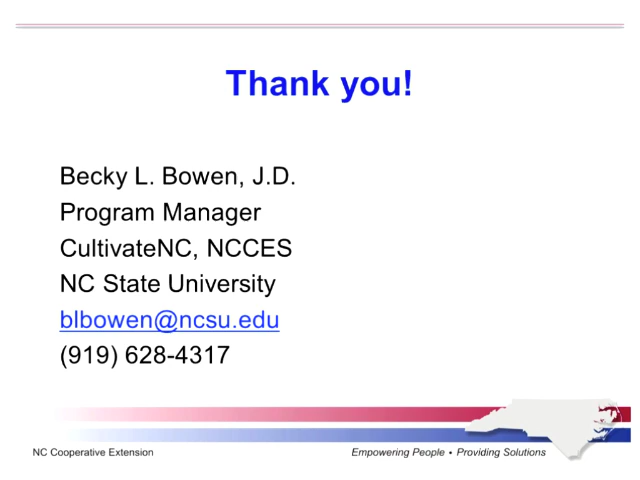 Thank you!
Becky L. Bowen, J.D.
Program Manager
CultivateNC, NCCES
NC State University
blbowen@ncsu.edu
(919) 628-4317
NC Cooperative Extension
Empowering People • Providing Solutions